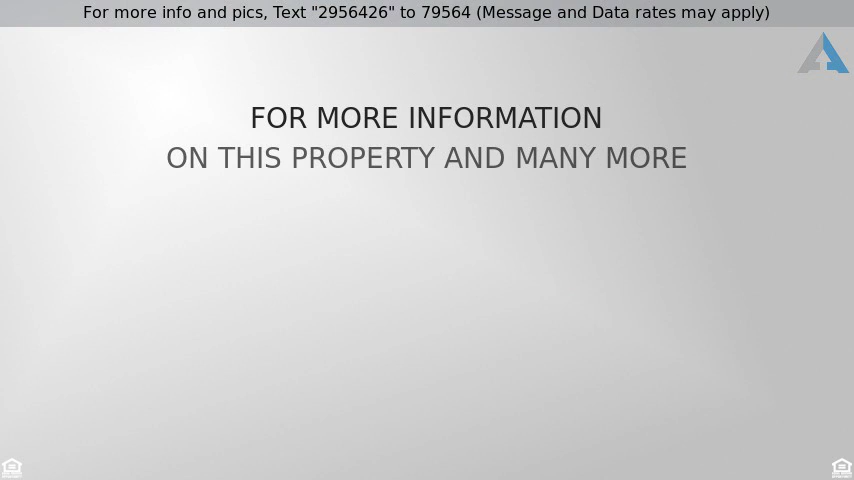 For more info and pics, Text "2956426" to 79564 (Message and Data rates may apply)
FOR MORE INFORMATION
ON THIS PROPERTY AND MANY MORE